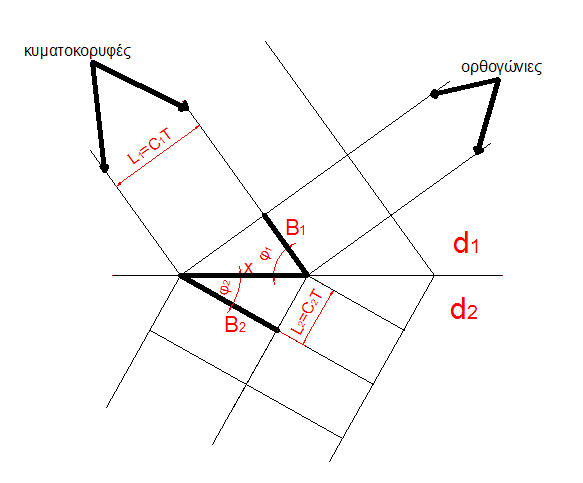 κυματοκορυφές
ορθογώνιες
L₁=C₁T
B₁
φ₁
d₁
x
φ₂
d₂
L₂=C₂T
B₂